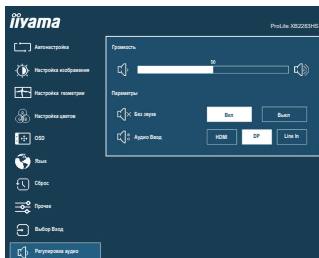 iiyama
ProLite XB2283HS
Автонастройка
Настройка изображения
Настройка геометрии
Настройка цветов
OSD
Язык
Сброс
Прочее
Выбор Вход
Регулировка аудио
Громкость
50
Параметры
Без звука
Вкл
Выкл
Аудио Вход
HDMI
DP
Line In